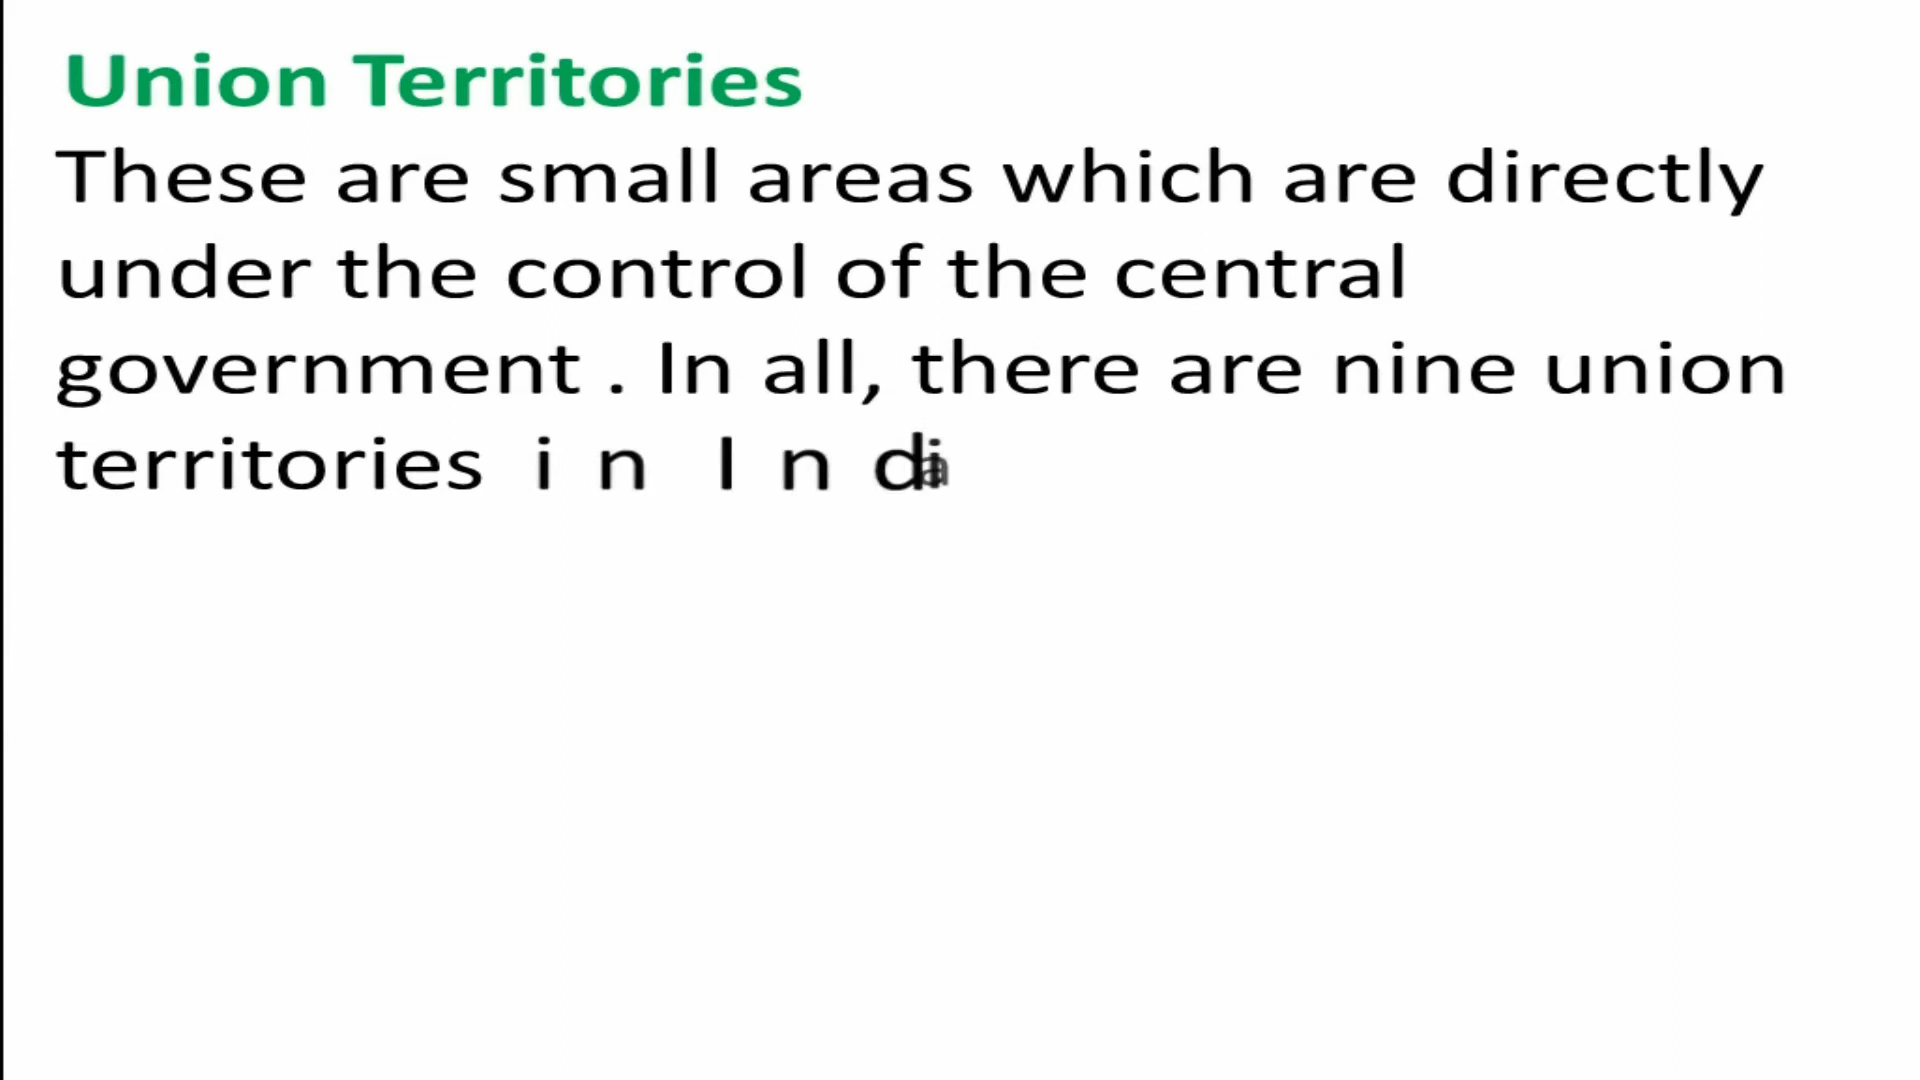 Union Territories
These are small areas which are directly
under the control of the central
government . In all, there are nine union
territories in India